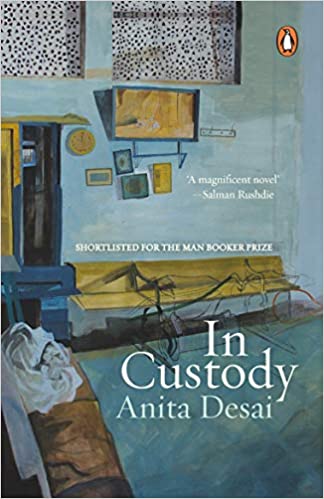 'A magnificent novel'
—Salman Rushdie
SHORTLISTED FOR THE MAN BOOKER PRIZE
In
Custody
Anita Desai